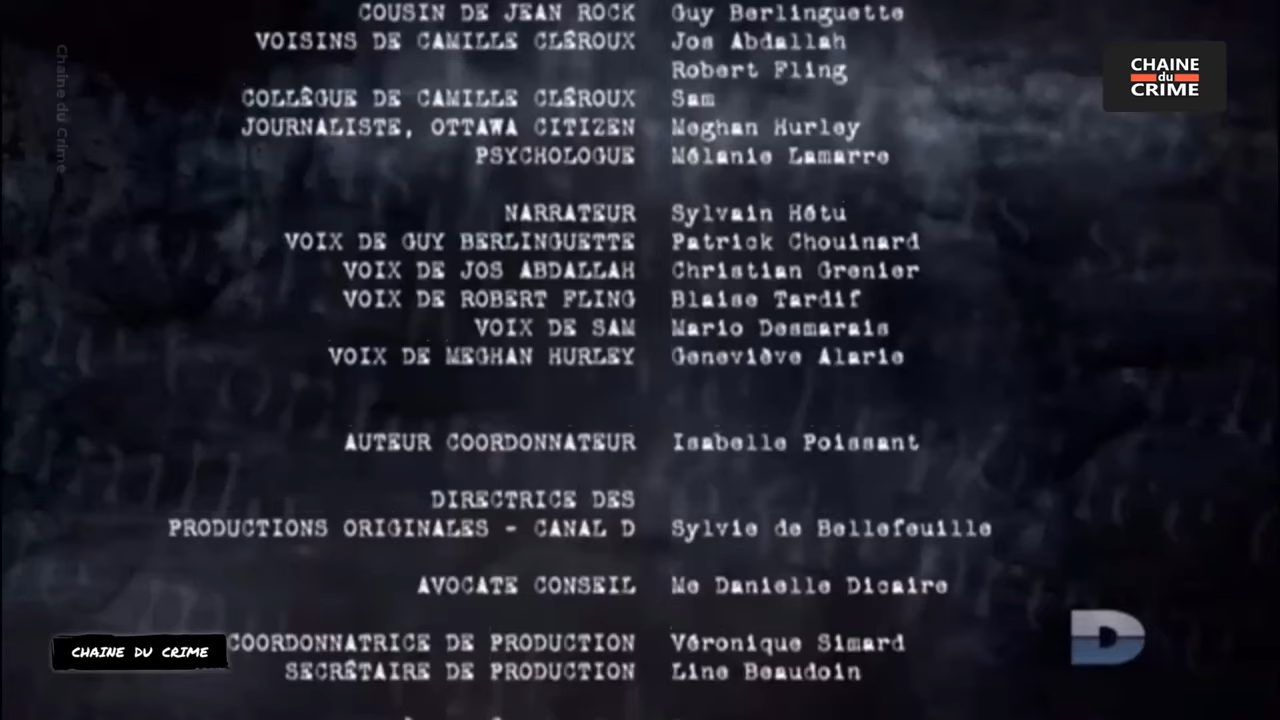 COUSIN DE JEAN ROCK Guy Berlinguette
VOISINS DE CAMILLE CLÉROUX Jos Abdallah
Robert Fling
COLLÈGUE DE CAMILLE CLÉROUX Sam
JOURNALISTE, OTTAWA CITIZEN Meghan Hurley
PSYCHOLOGUE Mélanie Lamarre
NARRATEUR Sylvain Hétu
VOIX DE GUY BERLINGUETTE Patrick Chouinard
VOIX DE JOS ABDALLAH Christian Grenier
VOIX DE ROBERT FLING Blaise Tardif
VOIX DE SAM Mario Desmarais
VOIX DE MEGHAN HURLEY Geneviève Alarie
AUTEUR COORDONNATEUR Isabelle Poissant
DIRECTRICE DES
PRODUCTIONS ORIGINALES - CANAL D Sylvie de Bellefeuille
AVOCATE CONSEIL Me Danielle Dicaire
COORDONNATRICE DE PRODUCTION Véronique Simard
SECRÉTAIRE DE PRODUCTION Line Beaudoin
CHAINE
du
CRIME
Chaine du Crime
CHAINE DU CRIME
D